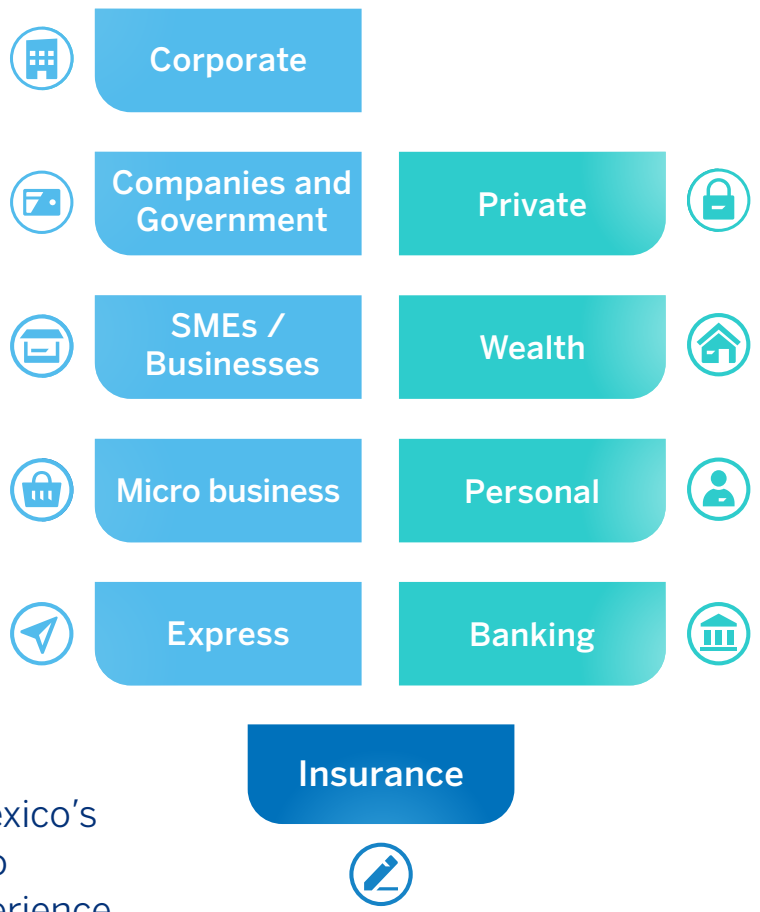 Corporate
Companies and
Government
Private
SMEs /
Businesses
Wealth
Micro business
Personal
Express
Banking
Insurance